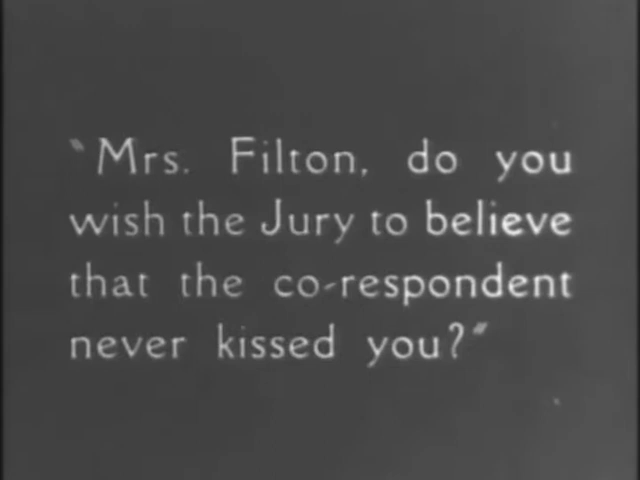 "Mrs. Filton, do you
wish the Jury to believe
that the co-respondent
never kissed you?"